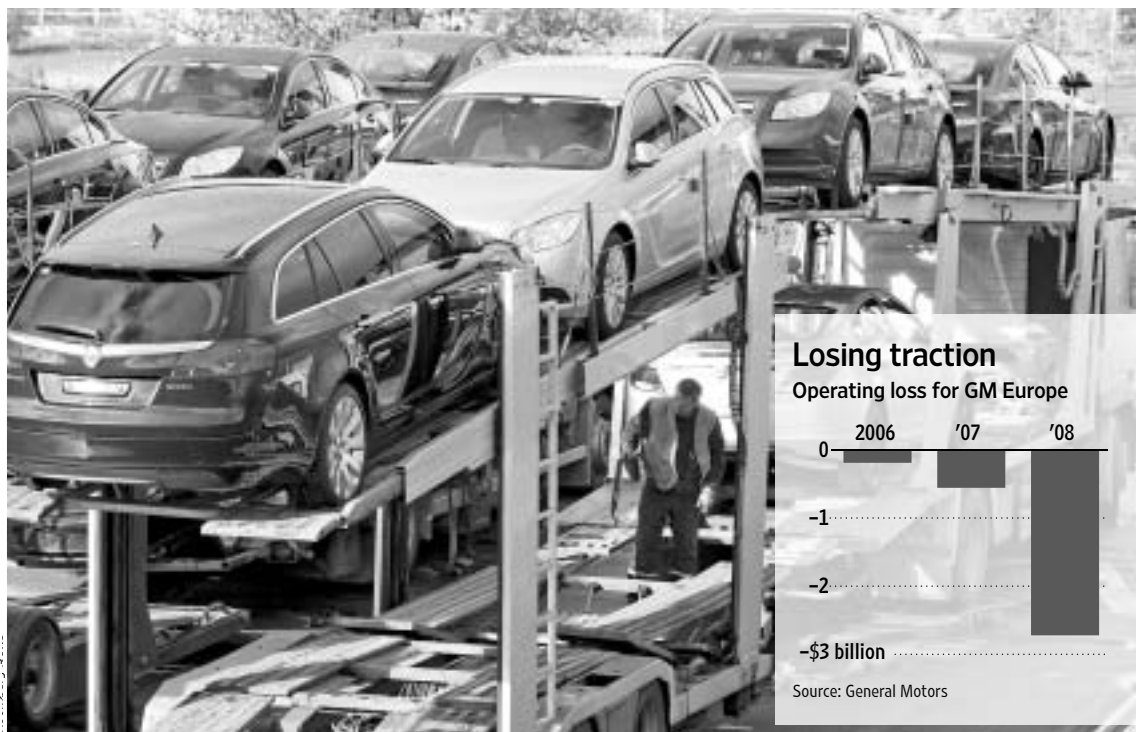 Losing traction
Operating loss for GM Europe
2006 ’07 ’08
0
–1
–2
–$3 billion
Source: General Motors